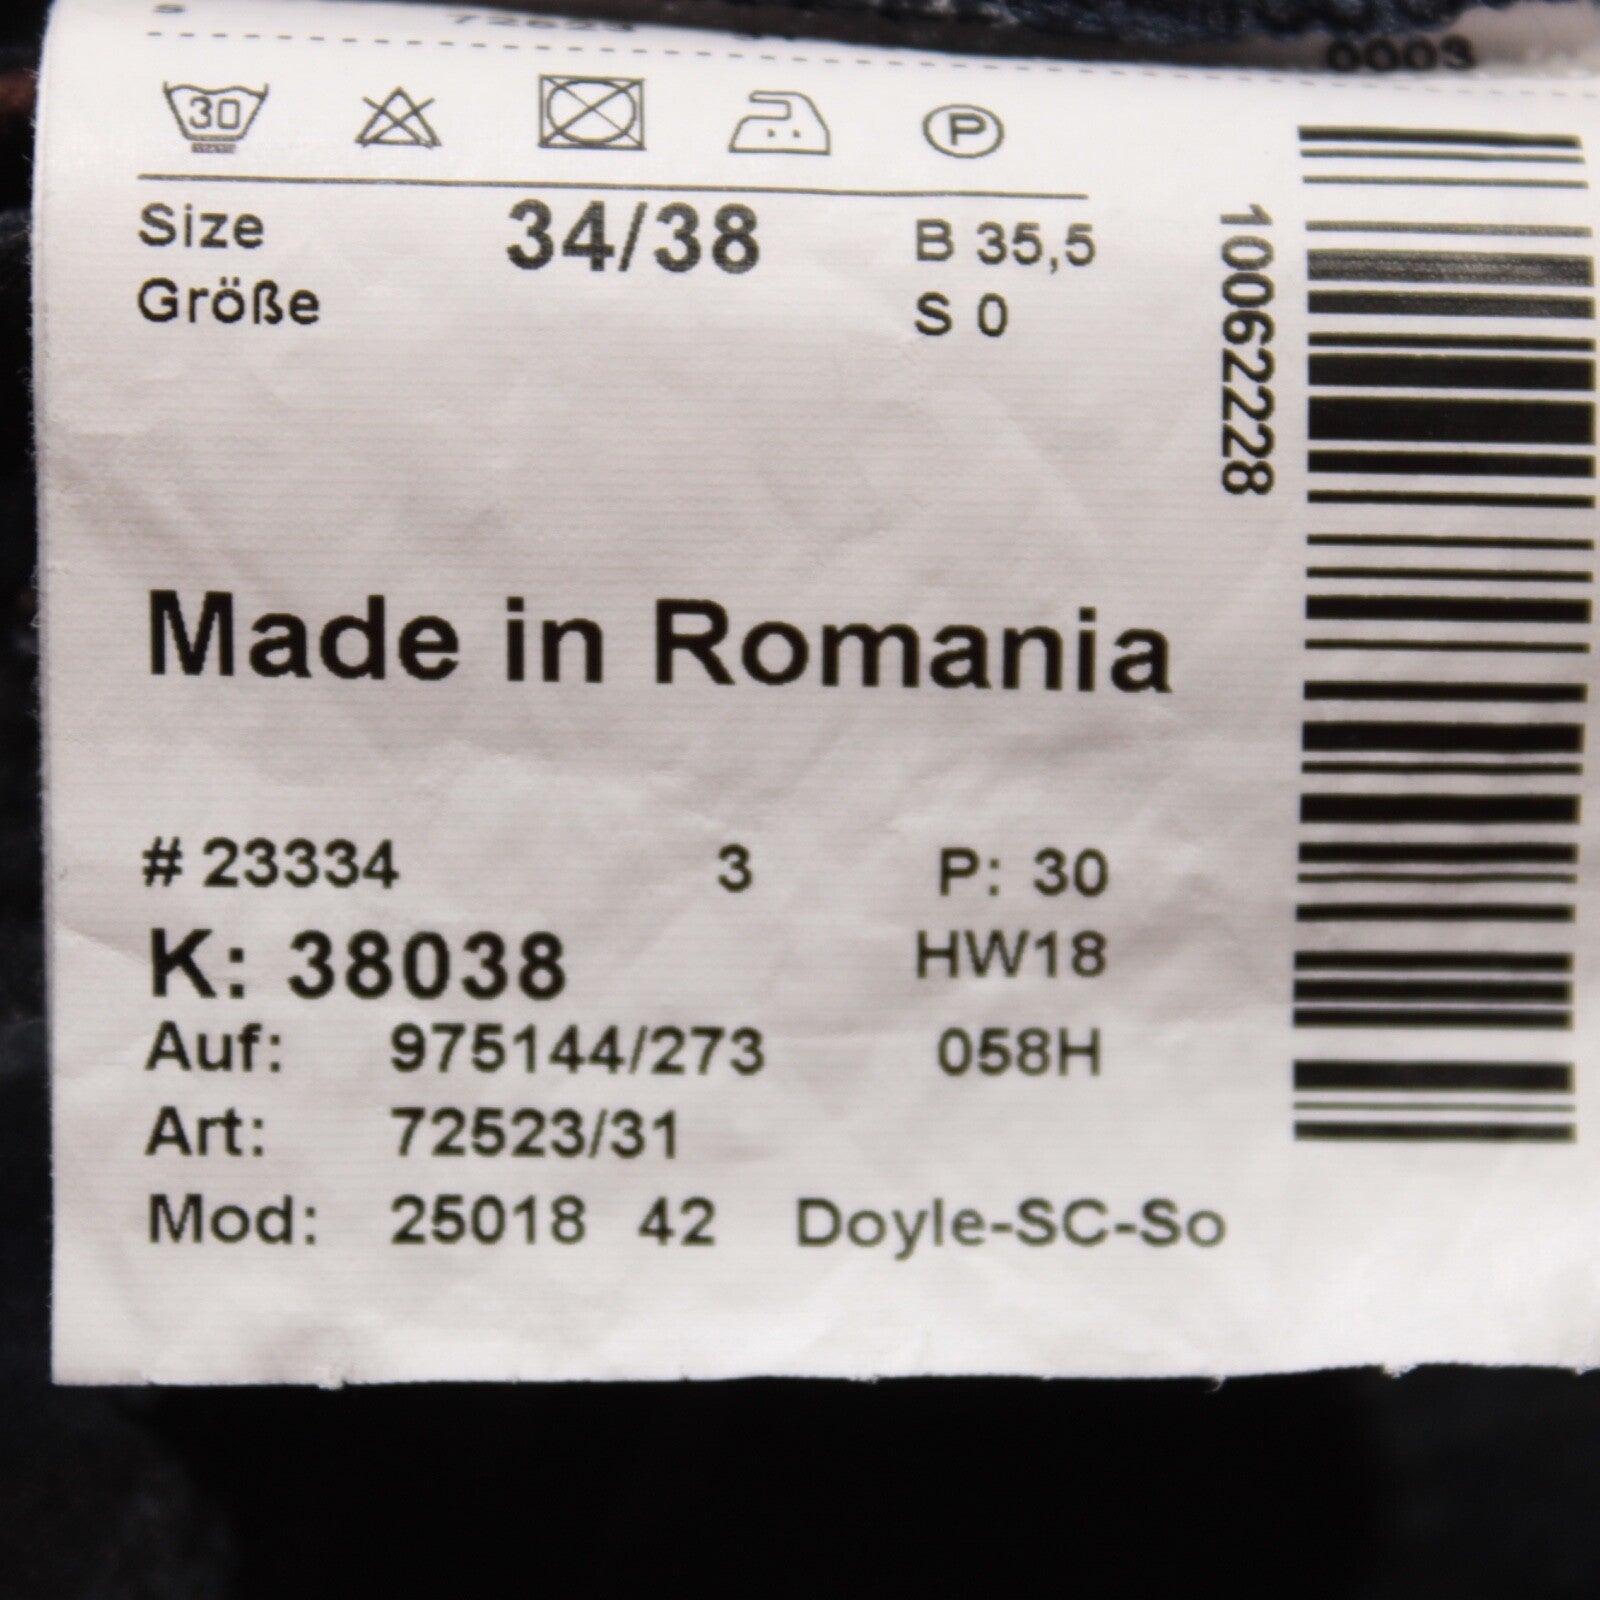 0003
30
P
Size 34/38 B 35,5
Größe S 0
10062228
Made in Romania
# 23334 3 P: 30
K: 38038 HW18
Auf: 975144/273 058H
Art: 72523/31
Mod: 25018 42 Doyle-SC-So